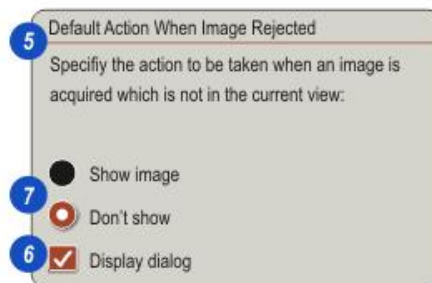 5 Default Action When Image Rejected
Specifiy the action to be taken when an image is
acquired which is not in the current view:
Show image
7
Don't show
6 Display dialog